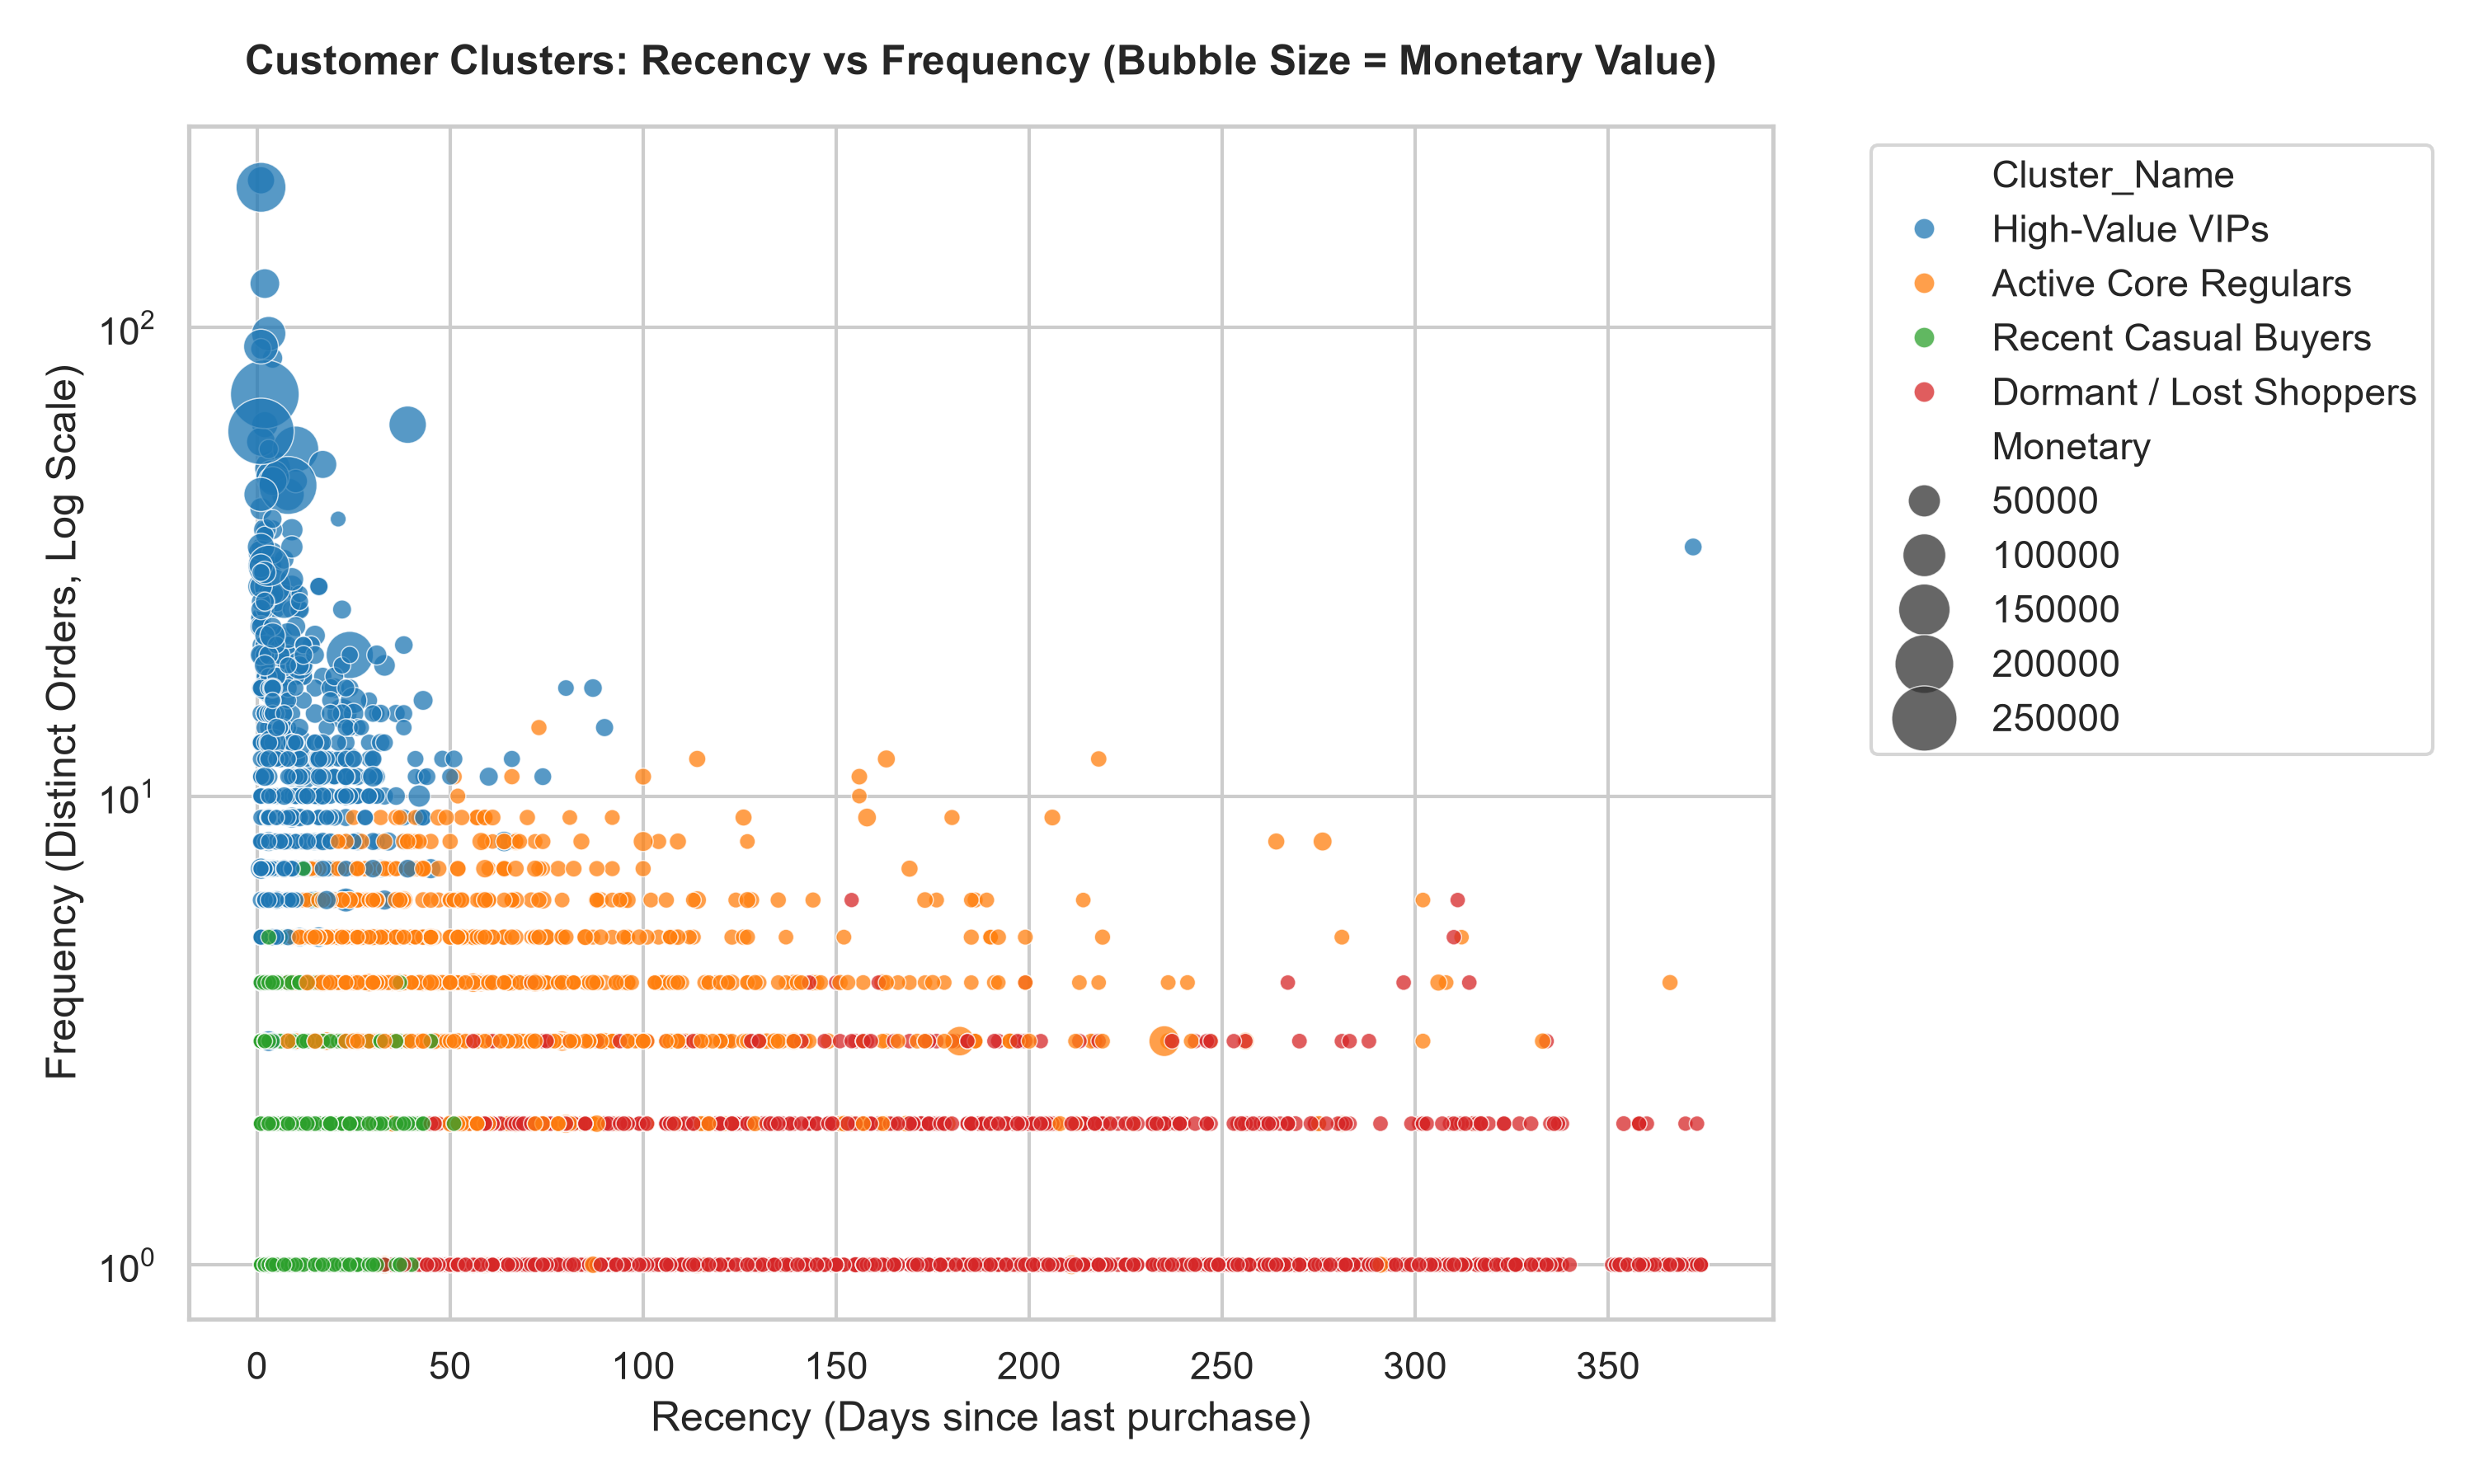 Customer Clusters: Recency vs Frequency (Bubble Size = Monetary Value)
Frequency (Distinct Orders, Log Scale)
10²
10¹
10⁰
0 50 100 150 200 250 300 350
Recency (Days since last purchase)
Cluster_Name
High-Value VIPs
Active Core Regulars
Recent Casual Buyers
Dormant / Lost Shoppers
Monetary
50000
100000
150000
200000
250000